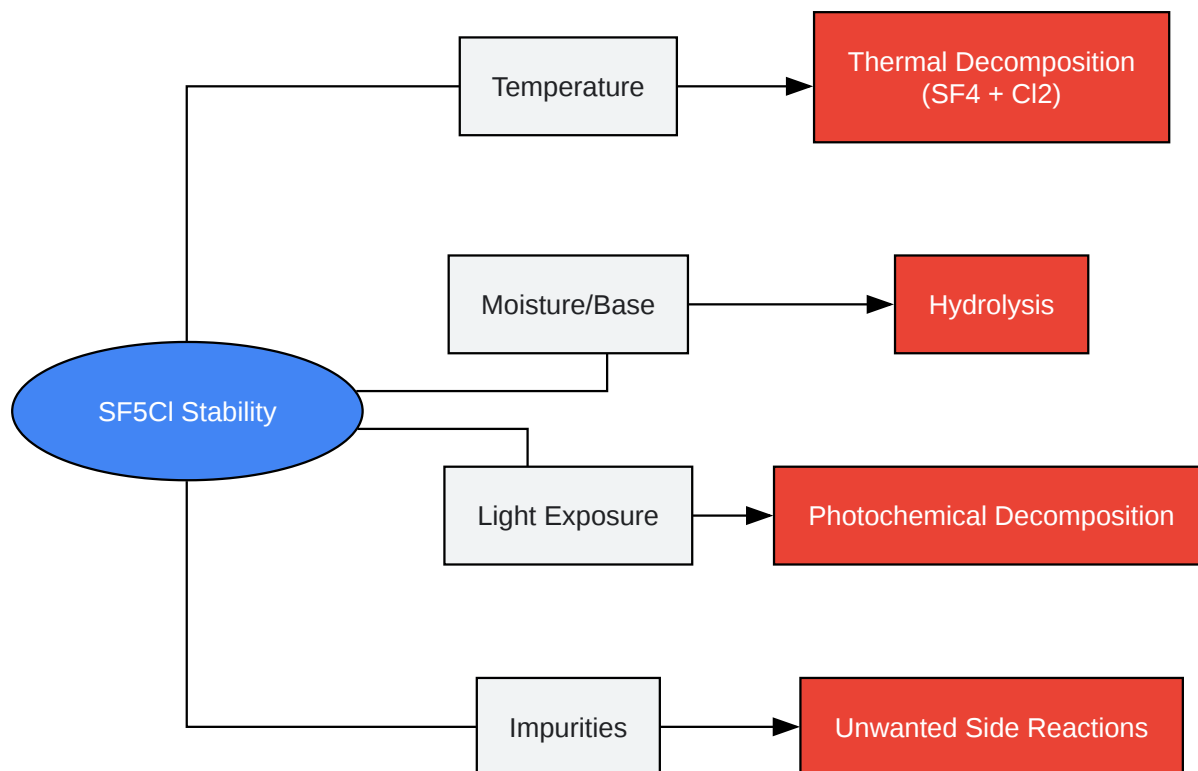 Temperature
Thermal Decomposition
(SF4 + Cl2)
Moisture/Base
Hydrolysis
SF5Cl Stability
Light Exposure
Photochemical Decomposition
Impurities
Unwanted Side Reactions